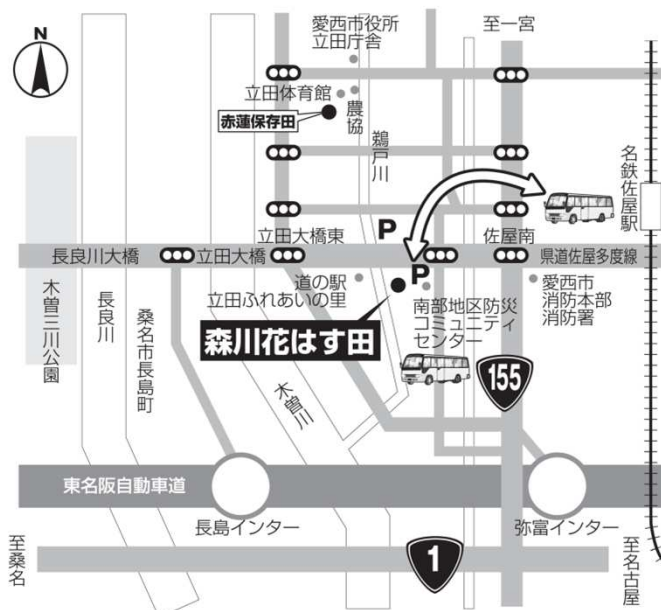 N
愛西市役所
立田庁舎
至一宮
立田体育館
農協
赤蓮保存田
鵜戸川
名鉄佐屋駅
P
立田大橋東
佐屋南
長良川大橋
立田大橋
県道佐屋多度線
P
道の駅
立田ふれあいの里
愛西市
消防本部
消防署
南部地区防災
コミュニティ
センター
森川花はす田
木曽三川公園
長良川
桑名市長島町
木曽川
155
東名阪自動車道
長島インター
弥富インター
至桑名
1
至名古屋